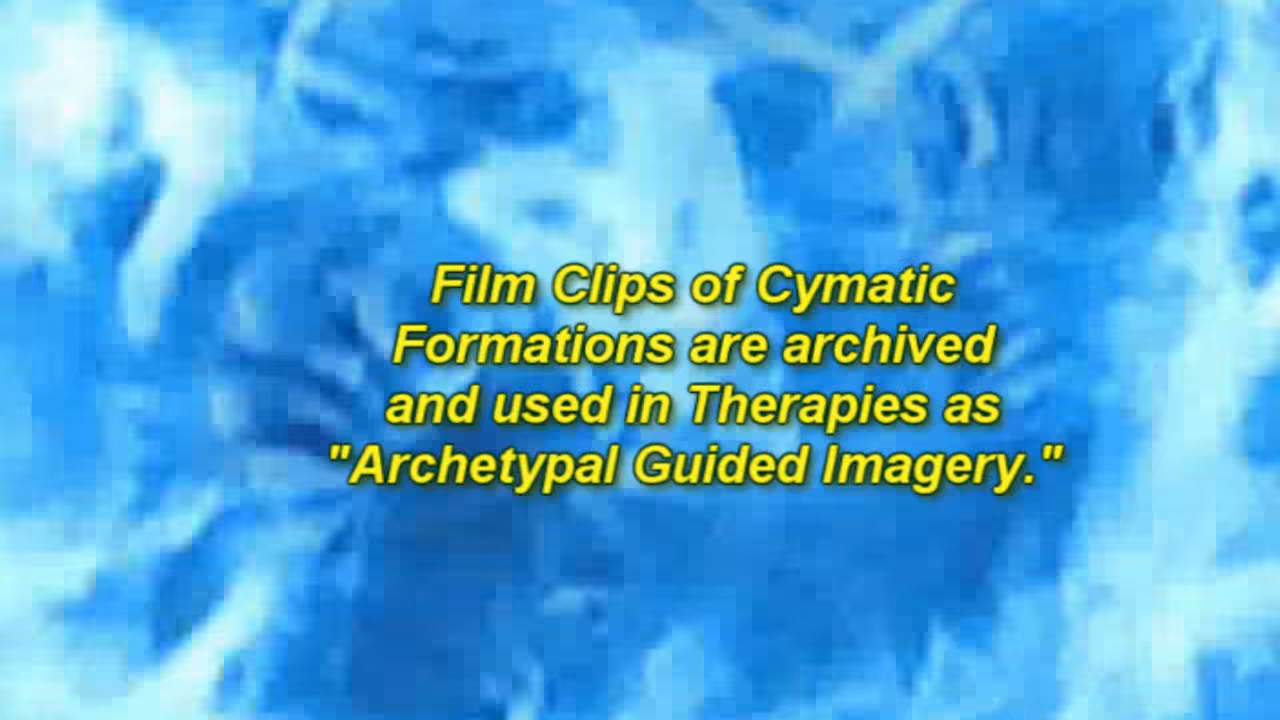 Film Clips of Cymatic
Formations are archived
and used in Therapies as
"Archetypal Guided Imagery."